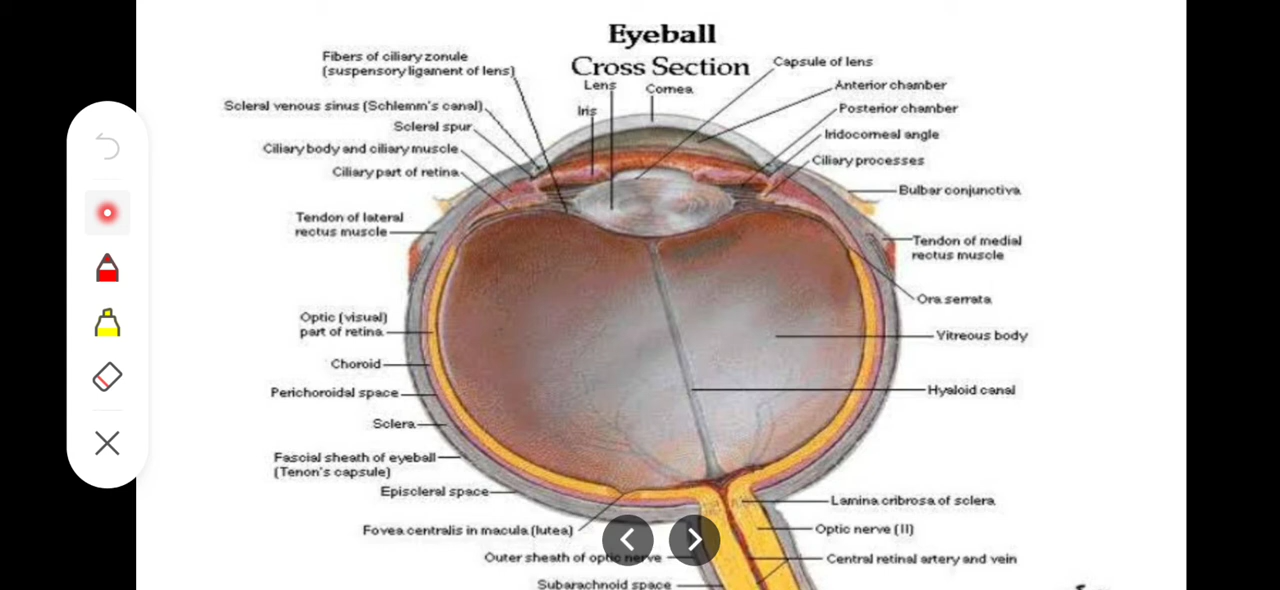 Eyeball
Cross Section
Fibers of ciliary zonule
(suspensory ligament of lens)
Scleral venous sinus (Schlemm's canal)
Scleral spur
Ciliary body and ciliary muscle
Ciliary part of retina
Tendon of lateral
rectus muscle
Optic (visual)
part of retina
Choroid
Perichoroidal space
Sclera
Fascial sheath of eyeball
(Tenon's capsule)
Episcleral space
Fovea centralis in macula (lutea)
Outer sheath of optic nerve
Subarachnoid space
Lens
Iris
Cornea
Capsule of lens
Anterior chamber
Posterior chamber
Iridocorneal angle
Ciliary processes
Bulbar conjunctiva
Tendon of medial
rectus muscle
Ora serrata
Vitreous body
Hyaloid canal
Lamina cribrosa of sclera
Optic nerve (II)
Central retinal artery and vein